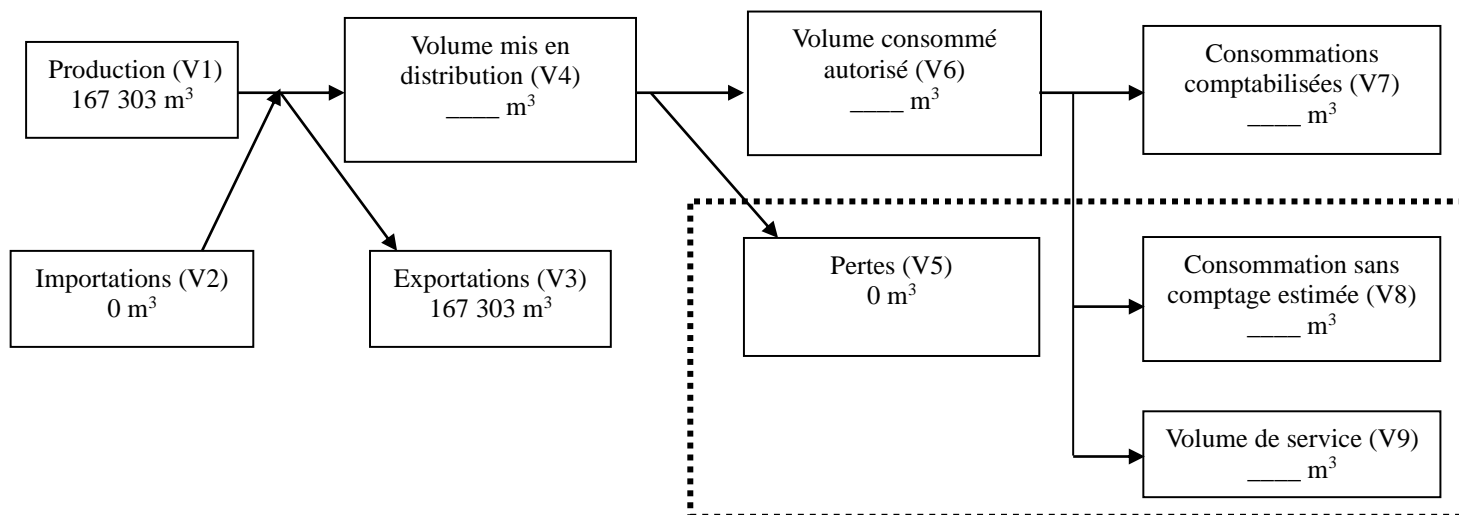 Production (V1)
167 303 m³
Volume mis en
distribution (V4)
____ m³
Volume consommé
autorisé (V6)
____ m³
Consommations
comptabilisées (V7)
____ m³
Importations (V2)
0 m³
Exportations (V3)
167 303 m³
Pertes (V5)
0 m³
Consommation sans
comptage estimée (V8)
____ m³
Volume de service (V9)
____ m³